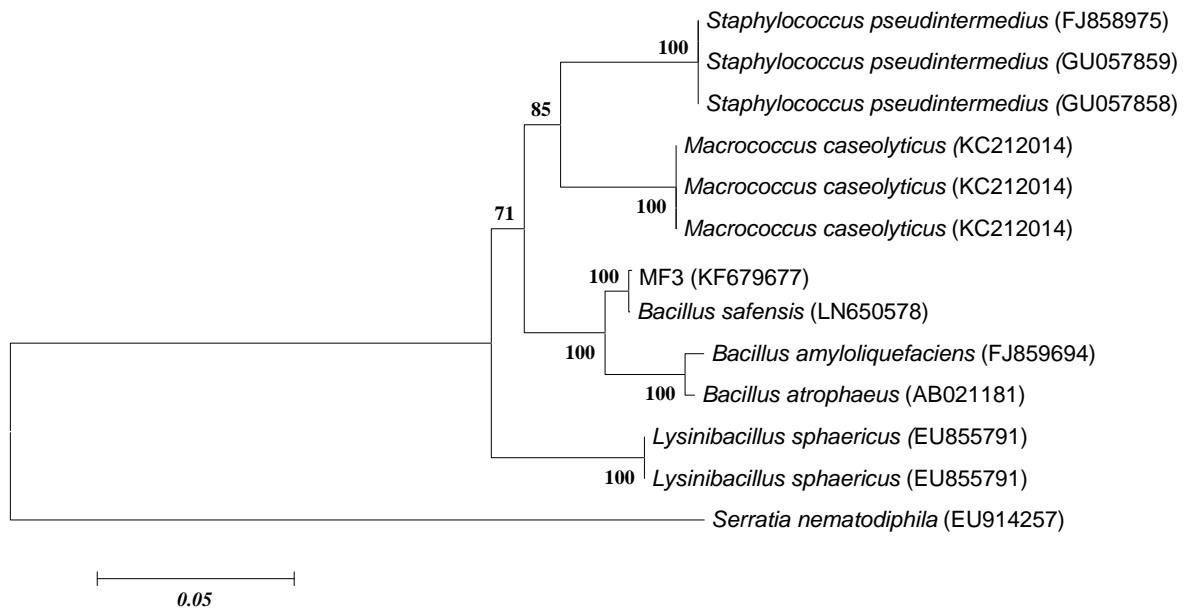 Staphylococcus pseudintermedius (FJ858975)
100
Staphylococcus pseudintermedius (GU057859)
Staphylococcus pseudintermedius (GU057858)
85
Macrococcus caseolyticus (KC212014)
Macrococcus caseolyticus (KC212014)
100
71
Macrococcus caseolyticus (KC212014)
100
MF3 (KF679677)
Bacillus safensis (LN650578)
100
Bacillus amyloliquefaciens (FJ859694)
100
Bacillus atrophaeus (AB021181)
Lysinibacillus sphaericus (EU855791)
100
Lysinibacillus sphaericus (EU855791)
Serratia nematodiphila (EU914257)
0.05